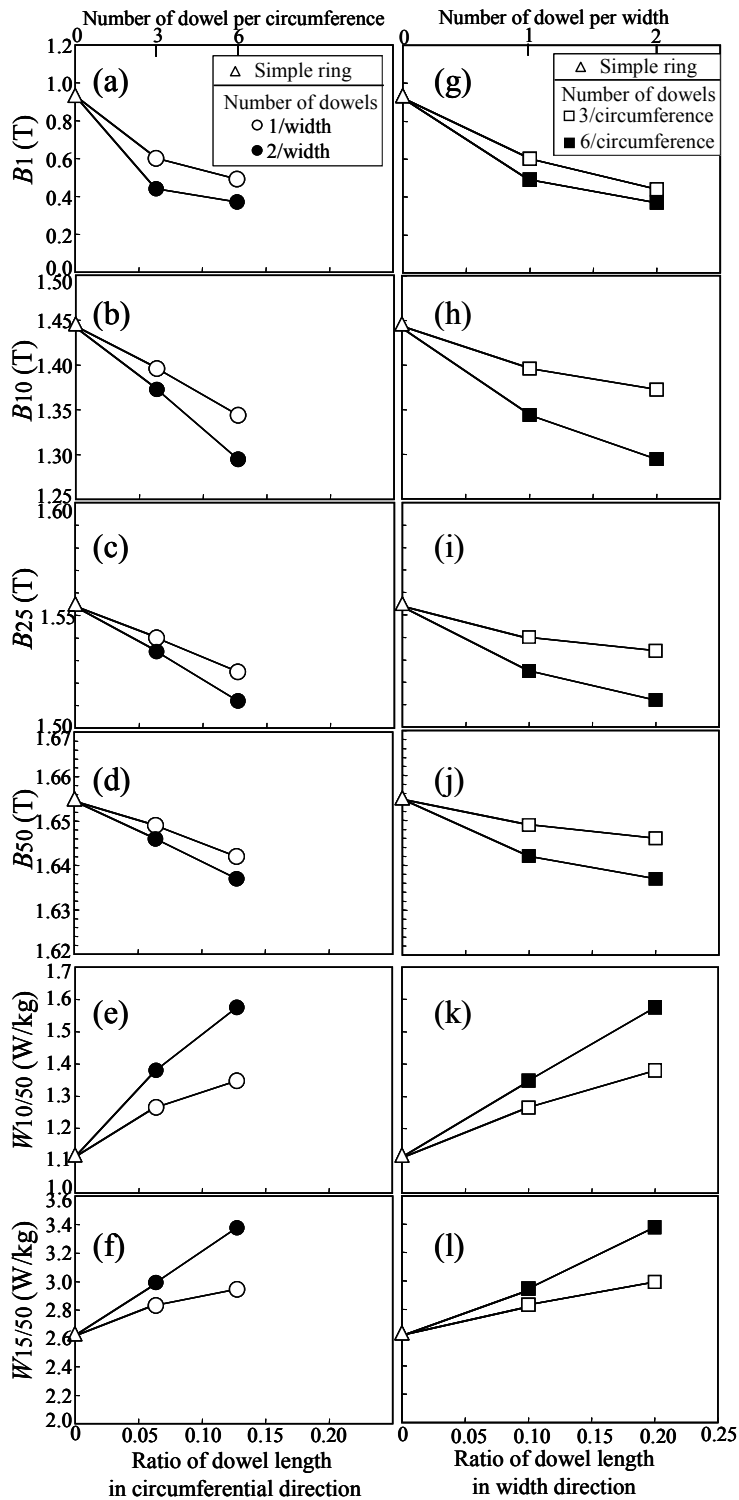 Number of dowel per circumference
Number of dowel per width
0 3 6
0 1 2
1.2
1.0
0.8
0.6
0.4
0.2
0.0
B1 (T)
(a)
△ Simple ring
Number of dowels
○ 1/width
● 2/width
(g)
△ Simple ring
Number of dowels
□ 3/circumference
■ 6/circumference
1.50
1.45
1.40
1.35
1.30
1.25
B10 (T)
(b)
(h)
1.60
1.55
1.50
B25 (T)
(c)
(i)
1.67
1.66
1.65
1.64
1.63
1.62
B50 (T)
(d)
(j)
1.7
1.6
1.5
1.4
1.3
1.2
1.1
1.0
W10/50 (W/kg)
(e)
(k)
3.6
3.4
3.2
3.0
2.8
2.6
2.4
2.2
2.0
W15/50 (W/kg)
(f)
(l)
0 0.05 0.10 0.15 0.20
0 0.05 0.10 0.15 0.20 0.25
Ratio of dowel length
in circumferential direction
Ratio of dowel length
in width direction